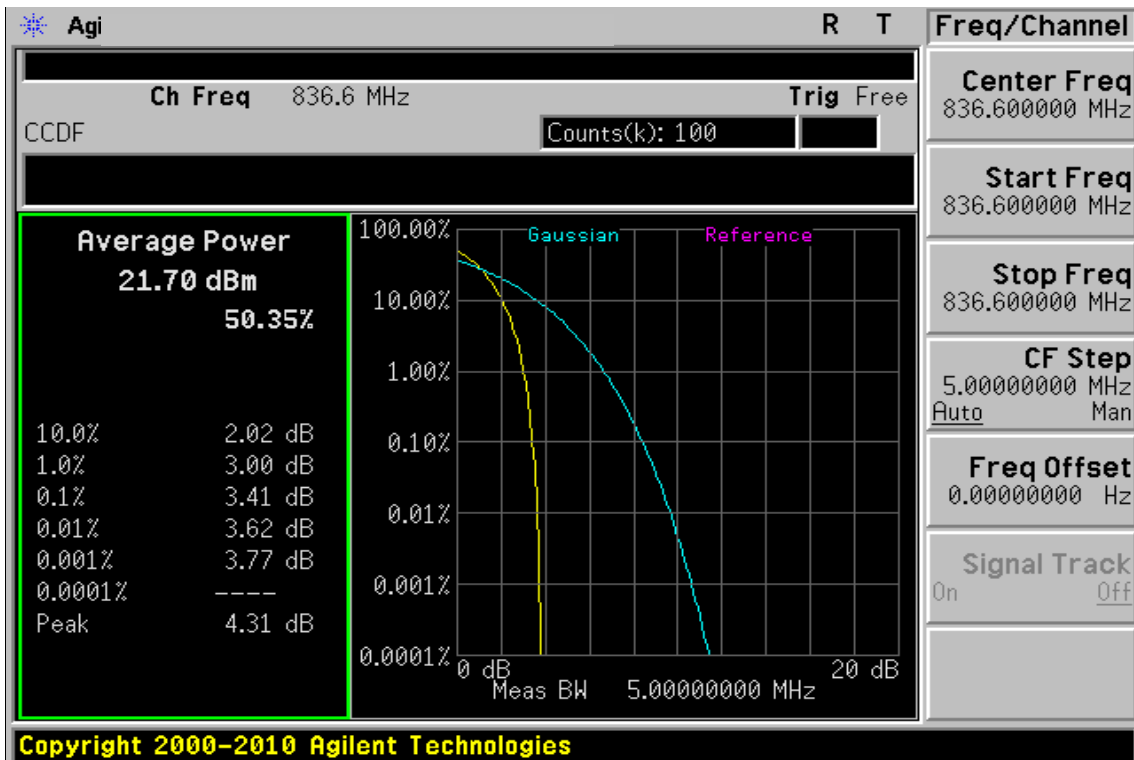 Agi R T
Freq/Channel
Ch Freq 836.6 MHz Trig Free
CCDF Counts(k): 100
Average Power
21.70 dBm
50.35%
10.0% 2.02 dB
1.0% 3.00 dB
0.1% 3.41 dB
0.01% 3.62 dB
0.001% 3.77 dB
0.0001% ----
Peak 4.31 dB
100.00%
Gaussian Reference
10.00%
1.00%
0.10%
0.01%
0.001%
0.0001%
0 dB 20 dB
Meas BW 5.00000000 MHz
Center Freq
836.600000 MHz
Start Freq
836.600000 MHz
Stop Freq
836.600000 MHz
CF Step
5.00000000 MHz
Auto Man
Freq Offset
0.00000000 Hz
Signal Track
On Off
Copyright 2000-2010 Agilent Technologies